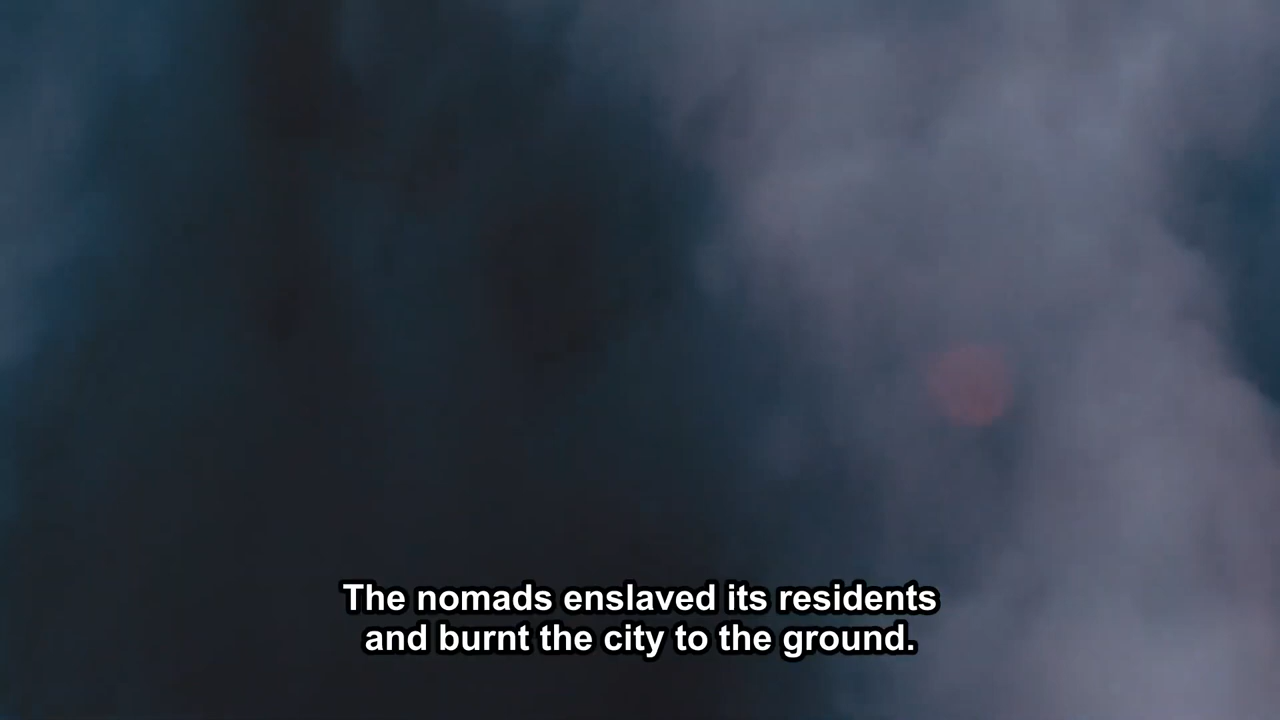 The nomads enslaved its residents
and burnt the city to the ground.